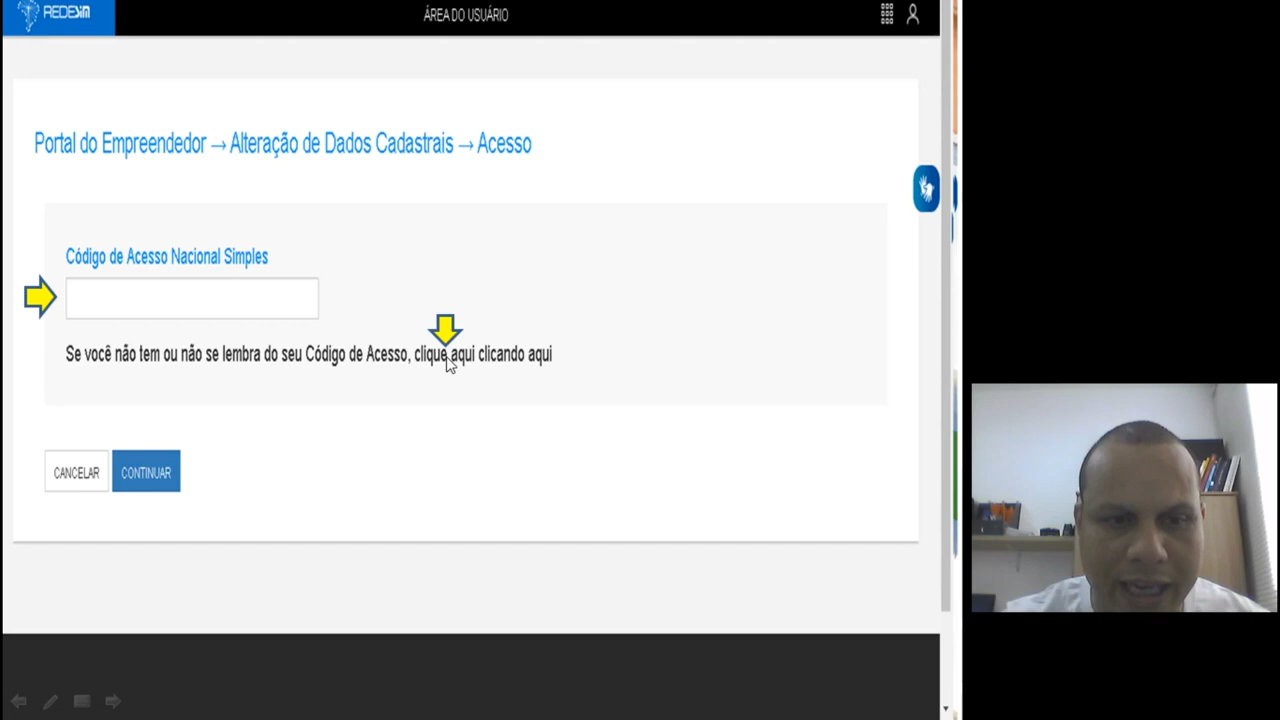 REDESIM
ÁREA DO USUÁRIO
Portal do Empreendedor → Alteração de Dados Cadastrais → Acesso
Código de Acesso Nacional Simples
Se você não tem ou não se lembra do seu Código de Acesso, clique aqui clicando aqui
CANCELAR
CONTINUAR